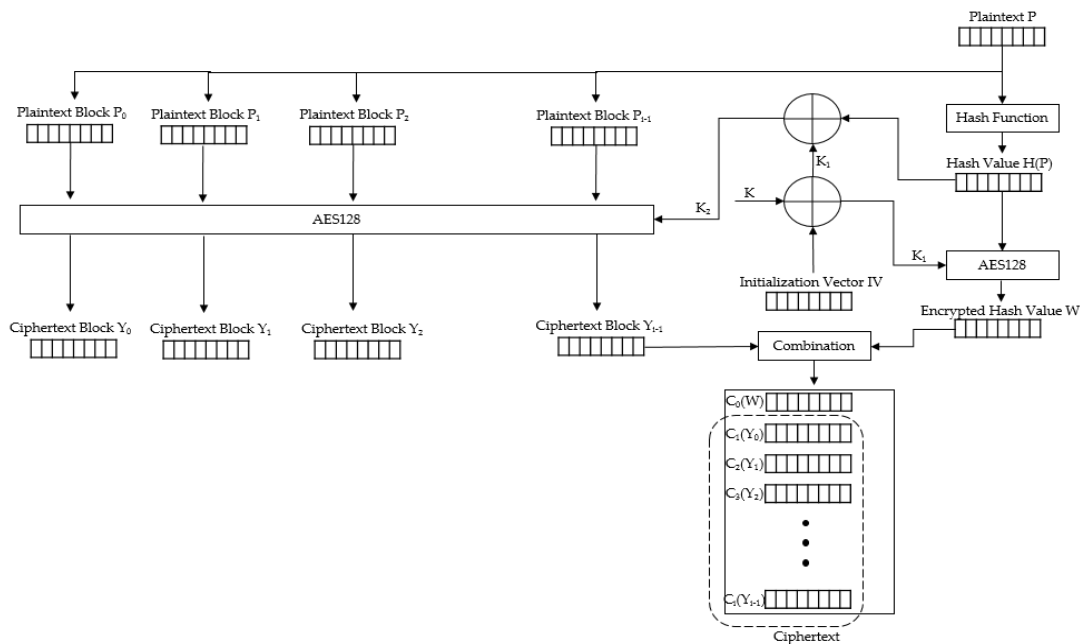 Plaintext P
Plaintext Block P₀
Plaintext Block P₁
Plaintext Block P₂
Plaintext Block Pₜ₋₁
Hash Function
K₁
Hash Value H(P)
K
K₂
AES128
K₁
AES128
Initialization Vector IV
Encrypted Hash Value W
Ciphertext Block Y₀
Ciphertext Block Y₁
Ciphertext Block Y₂
Ciphertext Block Yₜ₋₁
Combination
C₀(W)
C₁(Y₀)
C₂(Y₁)
C₃(Y₂)
Cₜ(Yₜ₋₁)
Ciphertext